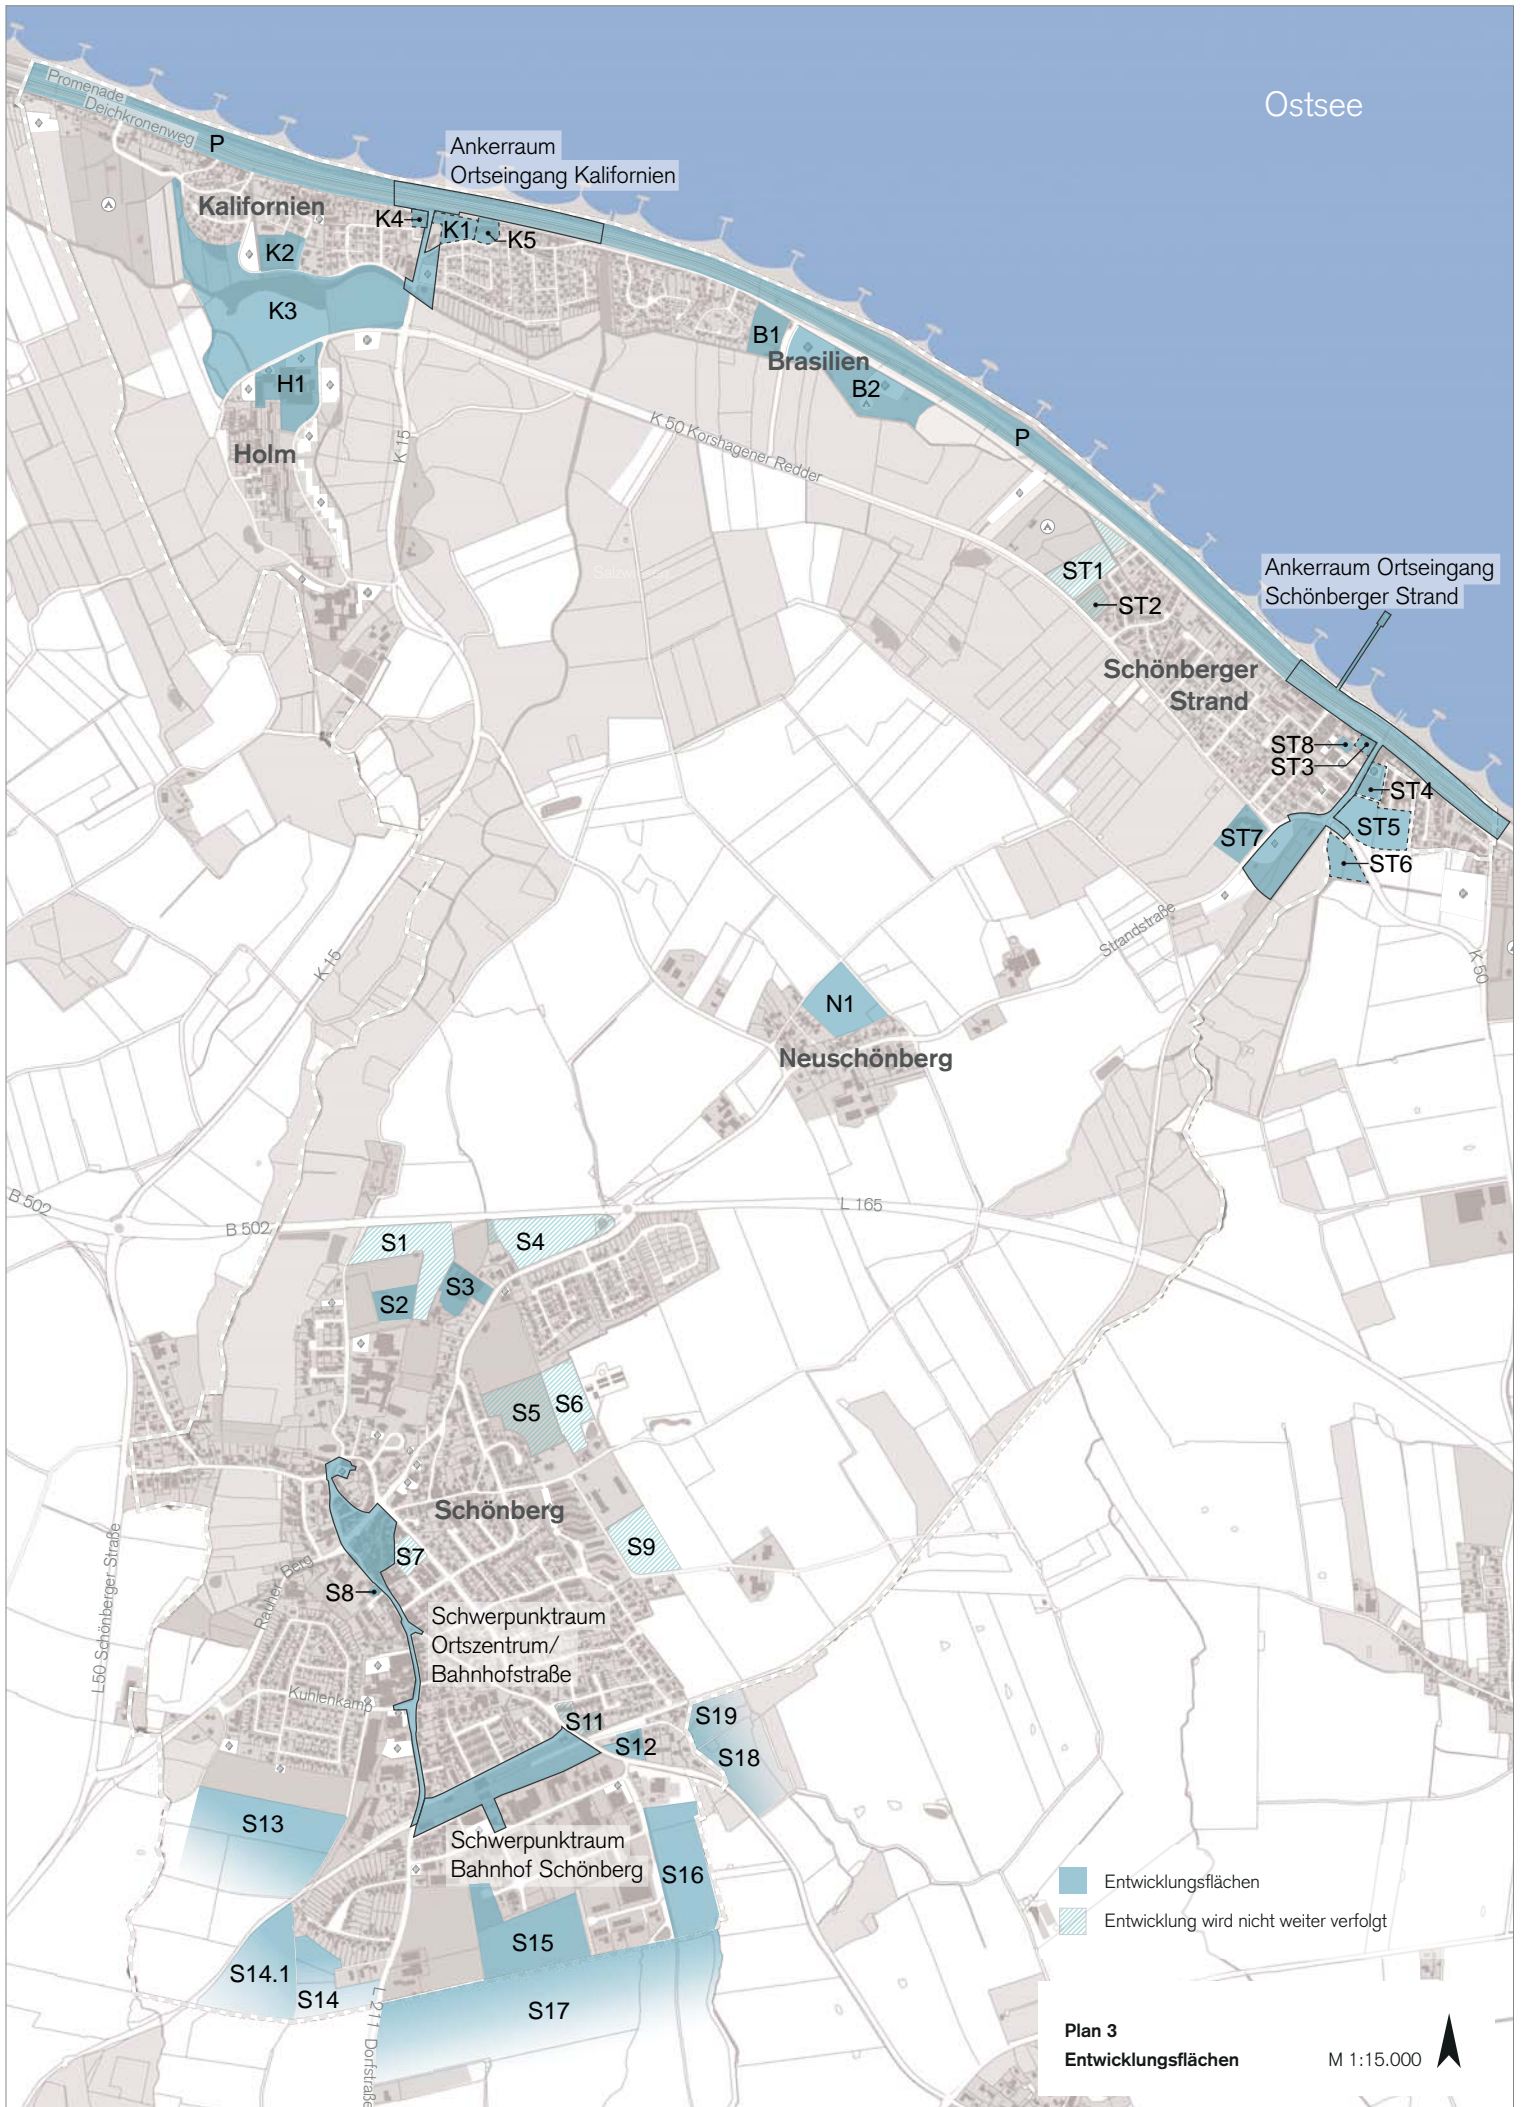 Ostsee
Promenade
Deichkronenweg
P
Ankerraum
Ortseingang Kalifornien
Kalifornien
K4
K1
K5
K2
K3
H1
Holm
K 15
B1
Brasilien
B2
K 50 Korshagener Redder
P
Salzwiesen
ST1
ST2
Ankerraum Ortseingang
Schönberger Strand
Schönberger
Strand
ST8
ST3
ST4
ST5
ST7
ST6
Strandstraße
K 50
K 15
N1
Neuschönberg
B 502
B 502
L 165
S1
S4
S2
S3
S5
S6
Schönberg
S7
S9
S8
Rauher Berg
L50 Schönberger Straße
Schwerpunktraum
Ortszentrum/
Bahnhofstraße
Kuhlenkamp
S11
S12
S19
S18
S13
Schwerpunktraum
Bahnhof Schönberg
S16
S15
S14.1
S14
S17
L 211 Dorfstraße
Entwicklungsflächen
Entwicklung wird nicht weiter verfolgt
Plan 3
Entwicklungsflächen
M 1:15.000